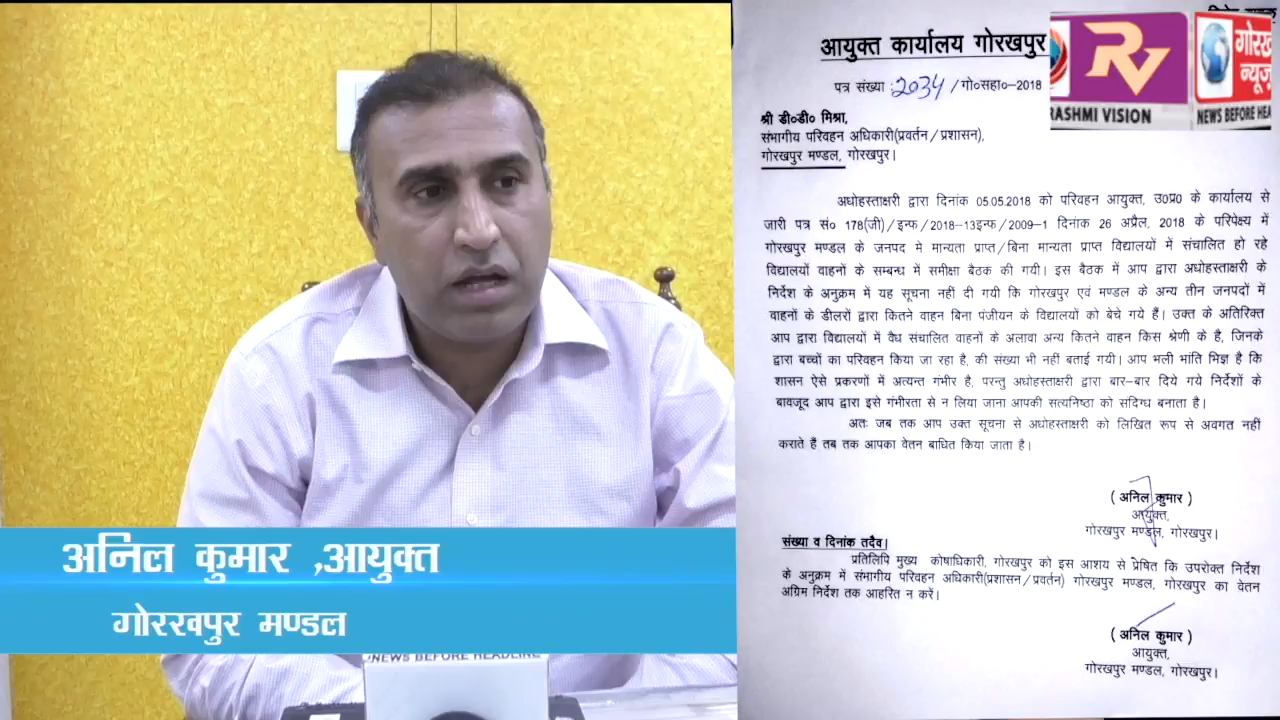 आयुक्त कार्यालय गोरखपुर
पत्र संख्या :2034/गो०सहा०-2018
श्री डी०डी० मिश्रा,
संभागीय परिवहन अधिकारी(प्रवर्तन/प्रशासन),
गोरखपुर मण्डल, गोरखपुर।
अधोहस्ताक्षरी द्वारा दिनांक 05.05.2018 को परिवहन आयुक्त, उ0प्र0 के कार्यालय से
जारी पत्र सं० 178(जी)/इन्फ/2018-13इन्फ/2009-1 दिनांक 26 अप्रैल, 2018 के परिपेक्ष्य में
गोरखपुर मण्डल के जनपद मे मान्यता प्राप्त/बिना मान्यता प्राप्त विद्यालयों में संचालित हो रहे
विद्यालयों वाहनों के सम्बन्ध में समीक्षा बैठक की गयी। इस बैठक में आप द्वारा अधोहस्ताक्षरी के
निर्देश के अनुक्रम में यह सूचना नहीं दी गयी कि गोरखपुर एवं मण्डल के अन्य तीन जनपदों में
वाहनों के डीलरों द्वारा कितने वाहन बिना पंजीयन के विद्यालयों को बेचे गये हैं। उक्त के अतिरिक्त
आप द्वारा विद्यालयों में वैध संचालित वाहनों के अलावा अन्य कितने वाहन किस श्रेणी के है, जिनके
द्वारा बच्चों का परिवहन किया जा रहा है, की संख्या भी नहीं बताई गयी। आप भली भांति भिज्ञ है कि
शासन ऐसे प्रकरणों में अत्यन्त गंभीर है, परन्तु अधोहस्ताक्षरी द्वारा बार-बार दिये गये निर्देशों के
बावजूद आप द्वारा इसे गंभीरता से न लिया जाना आपकी सत्यनिष्ठा को संदिग्ध बनाता है।
अतः जब तक आप उक्त सूचना से अधोहस्ताक्षरी को लिखित रूप से अवगत नहीं
कराते हैं तब तक आपका वेतन बाधित किया जाता है।
( अनिल कुमार )
आयुक्त,
गोरखपुर मण्डल, गोरखपुर।
संख्या व दिनांक तदैव।
प्रतिलिपि मुख्य कोषाधिकारी, गोरखपुर को इस आशय से प्रेषित कि उपरोक्त निर्देश
के अनुक्रम में संभागीय परिवहन अधिकारी(प्रशासन/प्रवर्तन) गोरखपुर मण्डल, गोरखपुर का वेतन
अग्रिम निर्देश तक आहरित न करें।
( अनिल कुमार )
आयुक्त,
गोरखपुर मण्डल, गोरखपुर।
RV
RASHMI VISION
गोरख
न्यूज़
NEWS BEFORE HEA
अनिल कुमार ,आयुक्त
गोरखपुर मण्डल
NEWS BEFORE HEADLINE